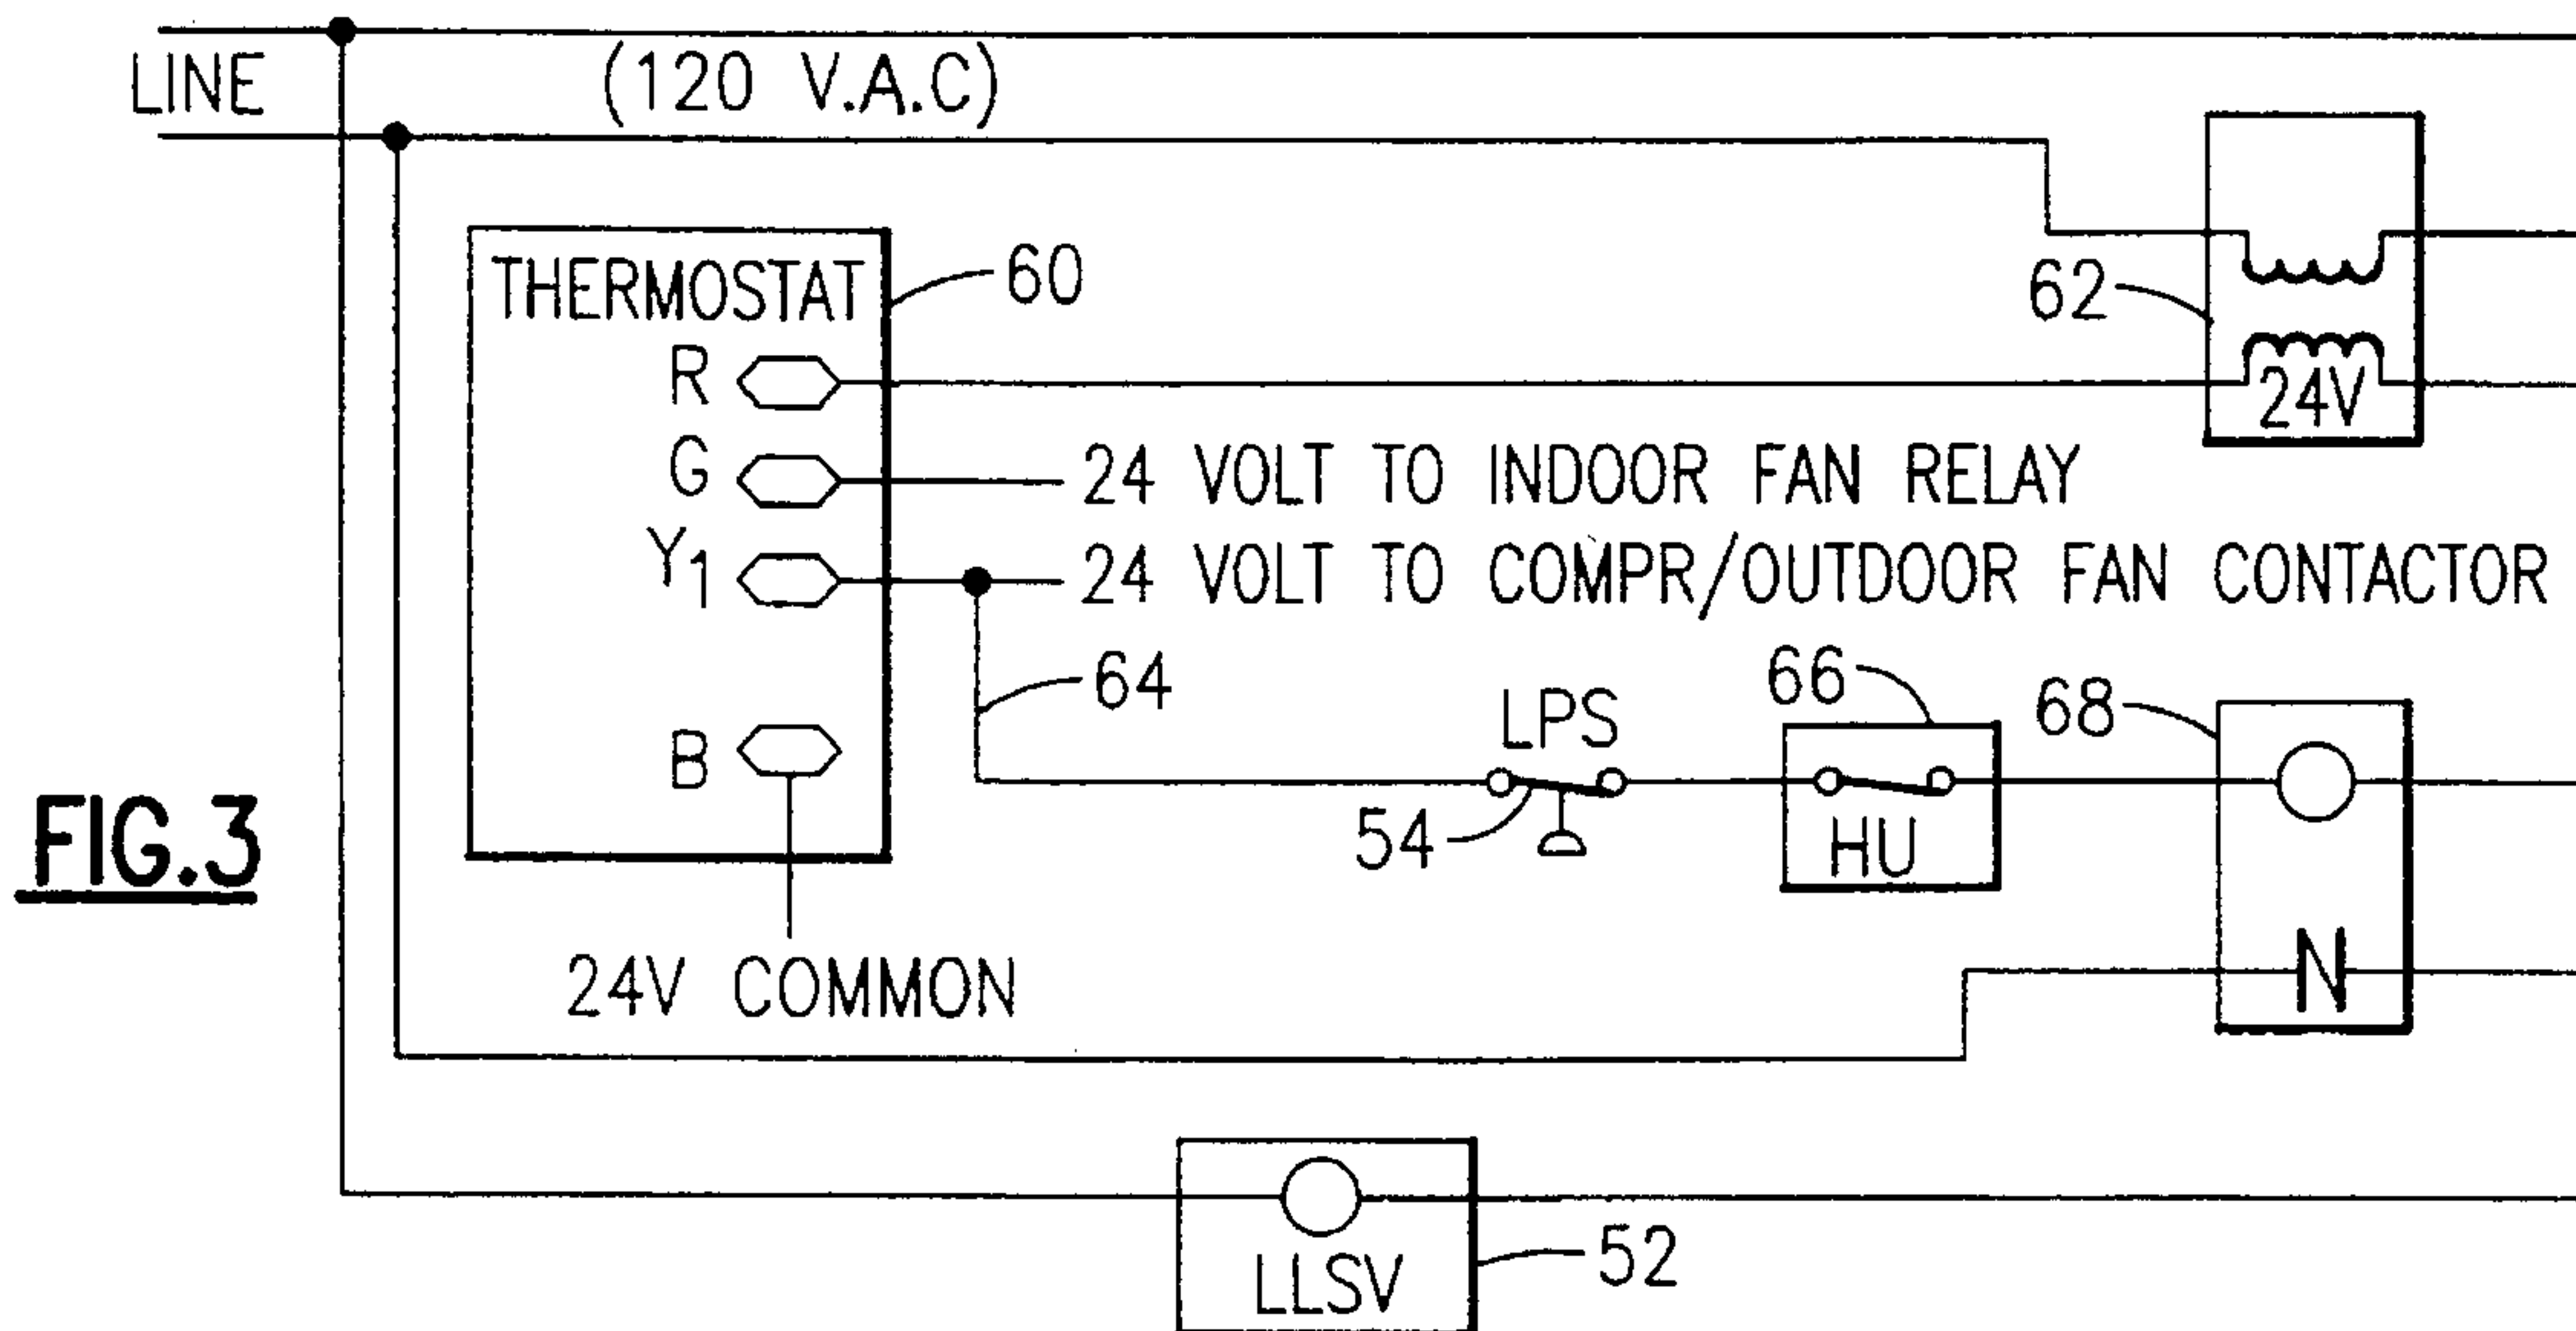 LINE (120 V.A.C)
THERMOSTAT
60
62
R
24V
G
24 VOLT TO INDOOR FAN RELAY
Y1
24 VOLT TO COMPR/OUTDOOR FAN CONTACTOR
64
66
68
LPS
B
54
HU
FIG.3
24V COMMON
N
52
LLSV